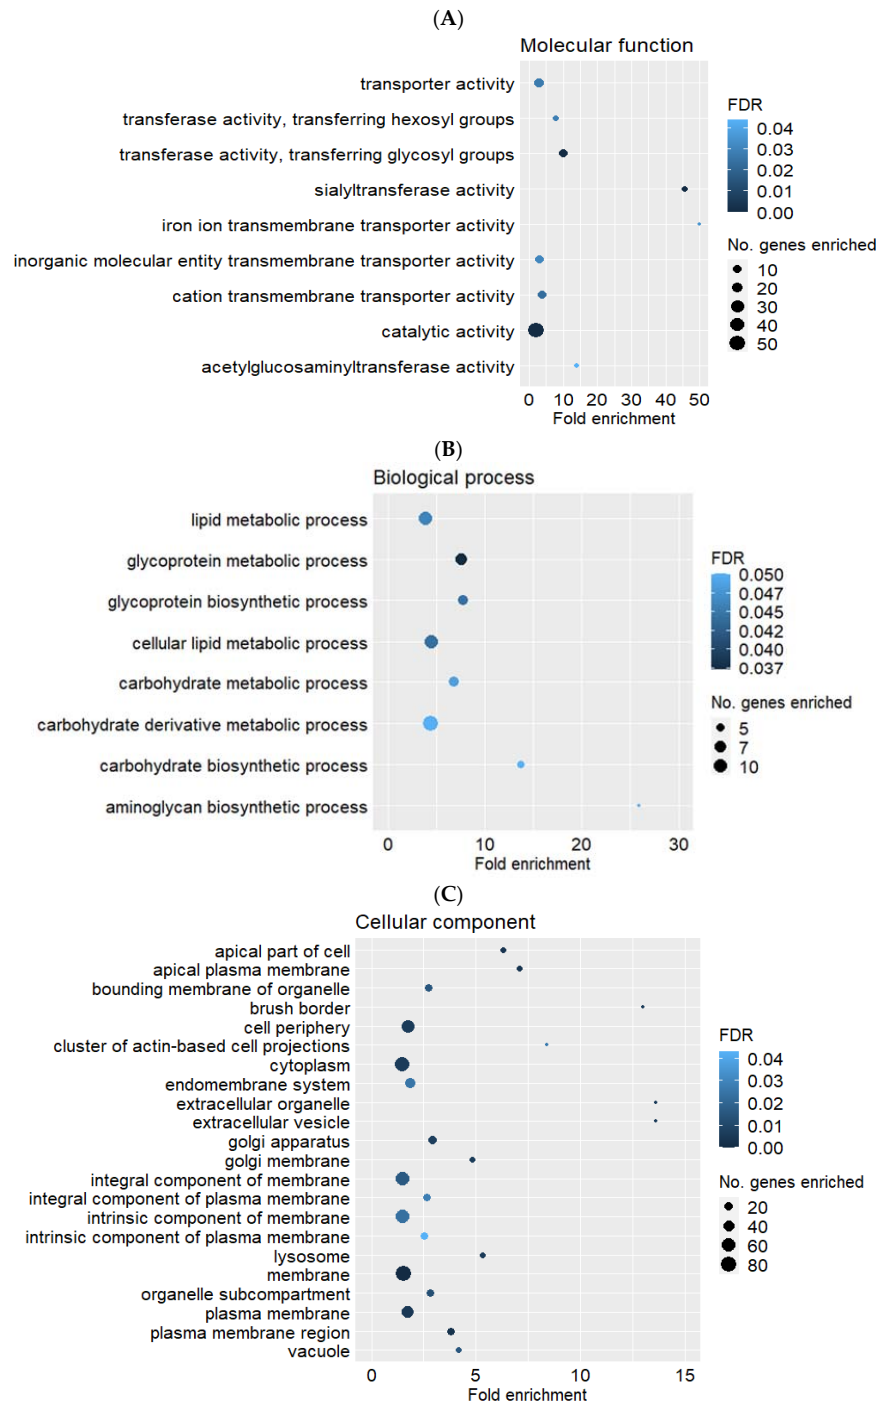 (A)
Molecular function
transporter activity
transferase activity, transferring hexosyl groups
transferase activity, transferring glycosyl groups
sialyltransferase activity
iron ion transmembrane transporter activity
inorganic molecular entity transmembrane transporter activity
cation transmembrane transporter activity
catalytic activity
acetylglucosaminyltransferase activity
0 10 20 30 40 50
Fold enrichment
FDR
0.04
0.03
0.02
0.01
0.00
No. genes enriched
10
20
30
40
50
(B)
Biological process
lipid metabolic process
glycoprotein metabolic process
glycoprotein biosynthetic process
cellular lipid metabolic process
carbohydrate metabolic process
carbohydrate derivative metabolic process
carbohydrate biosynthetic process
aminoglycan biosynthetic process
0 10 20 30
Fold enrichment
FDR
0.050
0.047
0.045
0.042
0.040
0.037
No. genes enriched
5
7
10
(C)
Cellular component
apical part of cell
apical plasma membrane
bounding membrane of organelle
brush border
cell periphery
cluster of actin-based cell projections
cytoplasm
endomembrane system
extracellular organelle
extracellular vesicle
golgi apparatus
golgi membrane
integral component of membrane
integral component of plasma membrane
intrinsic component of membrane
intrinsic component of plasma membrane
lysosome
membrane
organelle subcompartment
plasma membrane
plasma membrane region
vacuole
0 5 10 15
Fold enrichment
FDR
0.04
0.03
0.02
0.01
0.00
No. genes enriched
20
40
60
80